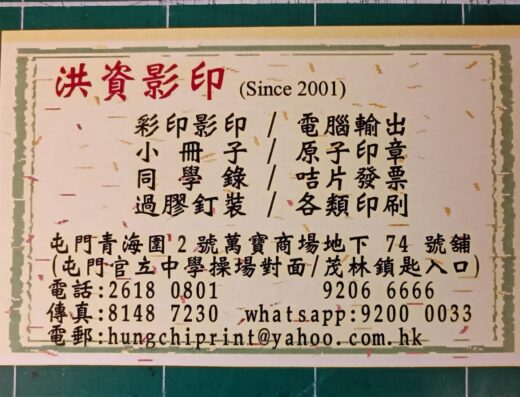 洪資影印 (Since 2001)
彩印影印 / 電腦輸出
小冊子 / 原子印章
同學錄 / 咭片發票
過膠釘裝 / 各類印刷
屯門青海圍 2 號萬寶商場地下 74 號舖
(屯門官立中學操場對面/茂林鎖匙入口)
電話:2618 0801 9206 6666
傳真:8148 7230 whatsapp:9200 0033
電郵:hungchiprint@yahoo.com.hk